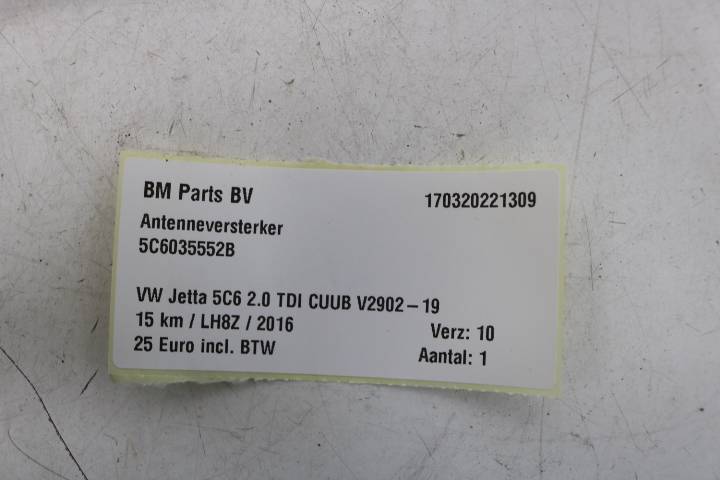 BM Parts BV 170320221309
Antenneversterker
5C6035552B
VW Jetta 5C6 2.0 TDI CUUB V2902-19
15 km / LH8Z / 2016 Verz: 10
25 Euro incl. BTW Aantal: 1